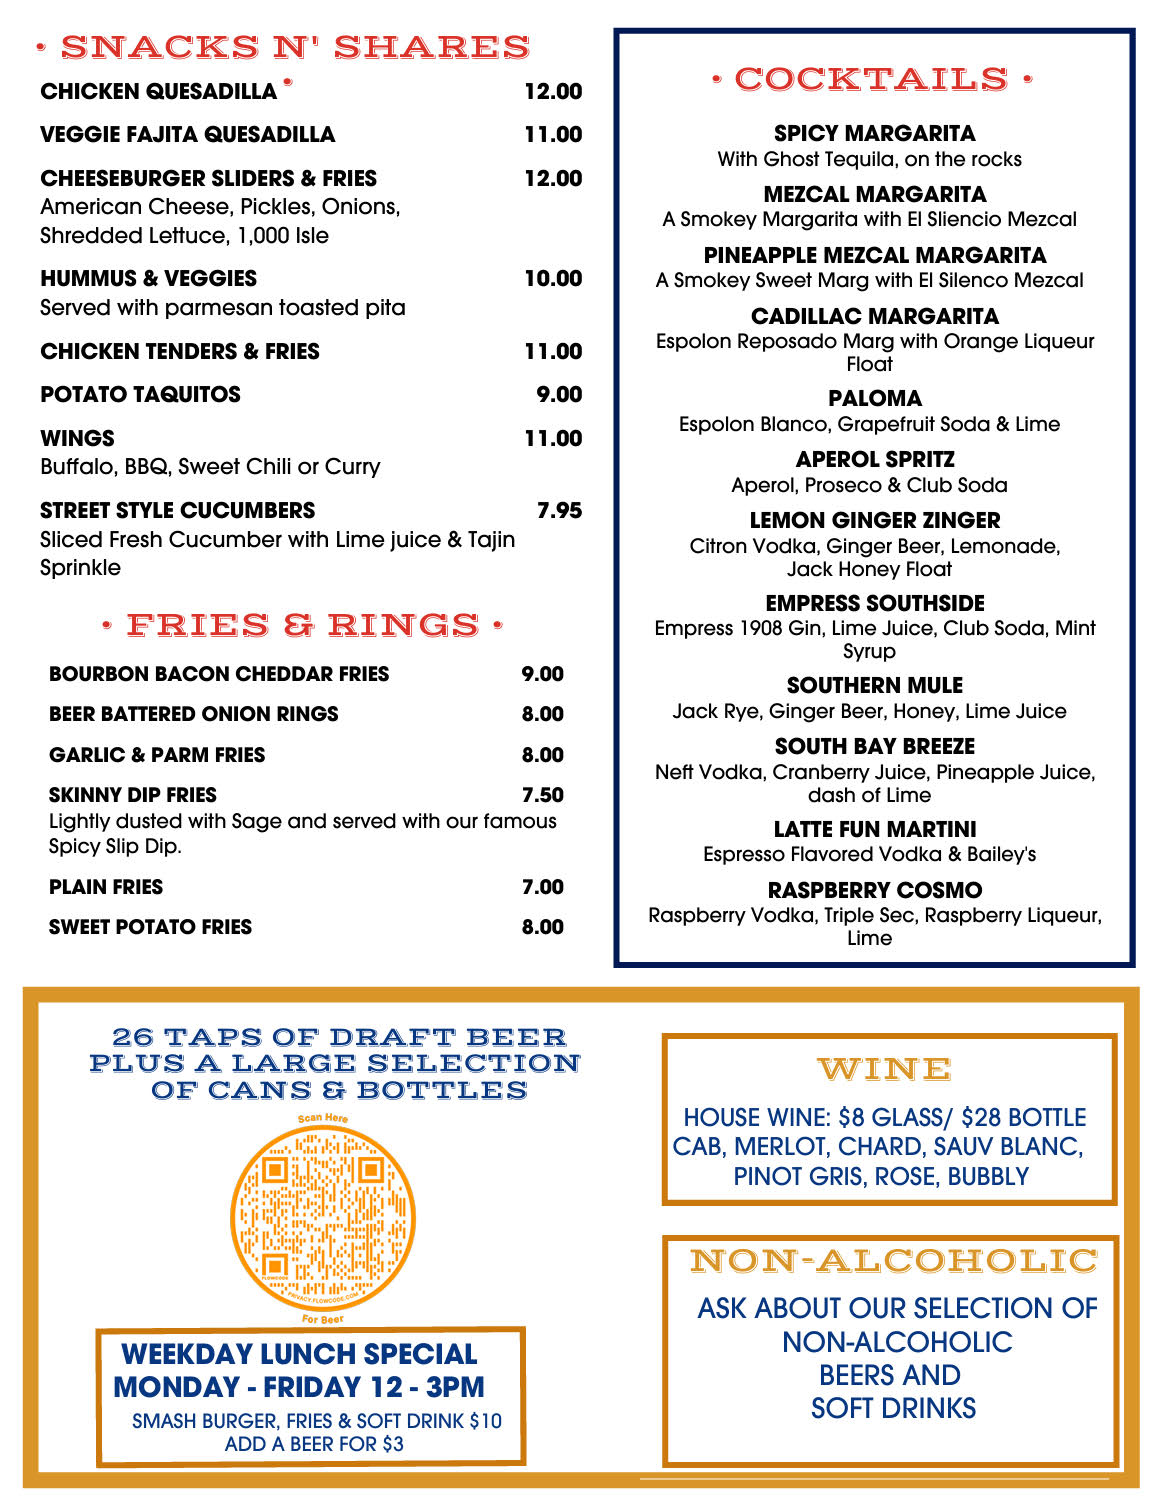 • SNACKS N' SHARES •
CHICKEN QUESADILLA 12.00
VEGGIE FAJITA QUESADILLA 11.00
CHEESEBURGER SLIDERS & FRIES 12.00
American Cheese, Pickles, Onions,
Shredded Lettuce, 1,000 Isle
HUMMUS & VEGGIES 10.00
Served with parmesan toasted pita
CHICKEN TENDERS & FRIES 11.00
POTATO TAQUITOS 9.00
WINGS 11.00
Buffalo, BBQ, Sweet Chili or Curry
STREET STYLE CUCUMBERS 7.95
Sliced Fresh Cucumber with Lime juice & Tajin
Sprinkle
• FRIES & RINGS •
BOURBON BACON CHEDDAR FRIES 9.00
BEER BATTERED ONION RINGS 8.00
GARLIC & PARM FRIES 8.00
SKINNY DIP FRIES 7.50
Lightly dusted with Sage and served with our famous
Spicy Slip Dip.
PLAIN FRIES 7.00
SWEET POTATO FRIES 8.00
• COCKTAILS •
SPICY MARGARITA
With Ghost Tequila, on the rocks
MEZCAL MARGARITA
A Smokey Margarita with El Sliencio Mezcal
PINEAPPLE MEZCAL MARGARITA
A Smokey Sweet Marg with El Silenco Mezcal
CADILLAC MARGARITA
Espolon Reposado Marg with Orange Liqueur
Float
PALOMA
Espolon Blanco, Grapefruit Soda & Lime
APEROL SPRITZ
Aperol, Proseco & Club Soda
LEMON GINGER ZINGER
Citron Vodka, Ginger Beer, Lemonade,
Jack Honey Float
EMPRESS SOUTHSIDE
Empress 1908 Gin, Lime Juice, Club Soda, Mint
Syrup
SOUTHERN MULE
Jack Rye, Ginger Beer, Honey, Lime Juice
SOUTH BAY BREEZE
Neft Vodka, Cranberry Juice, Pineapple Juice,
dash of Lime
LATTE FUN MARTINI
Espresso Flavored Vodka & Bailey's
RASPBERRY COSMO
Raspberry Vodka, Triple Sec, Raspberry Liqueur,
Lime
26 TAPS OF DRAFT BEER
PLUS A LARGE SELECTION
OF CANS & BOTTLES
Scan Here
FLOWCODE
PRIVACY.FLOWCODE.COM
For Beer
WEEKDAY LUNCH SPECIAL
MONDAY - FRIDAY 12 - 3PM
SMASH BURGER, FRIES & SOFT DRINK $10
ADD A BEER FOR $3
WINE
HOUSE WINE: $8 GLASS/ $28 BOTTLE
CAB, MERLOT, CHARD, SAUV BLANC,
PINOT GRIS, ROSE, BUBBLY
NON-ALCOHOLIC
ASK ABOUT OUR SELECTION OF
NON-ALCOHOLIC
BEERS AND
SOFT DRINKS